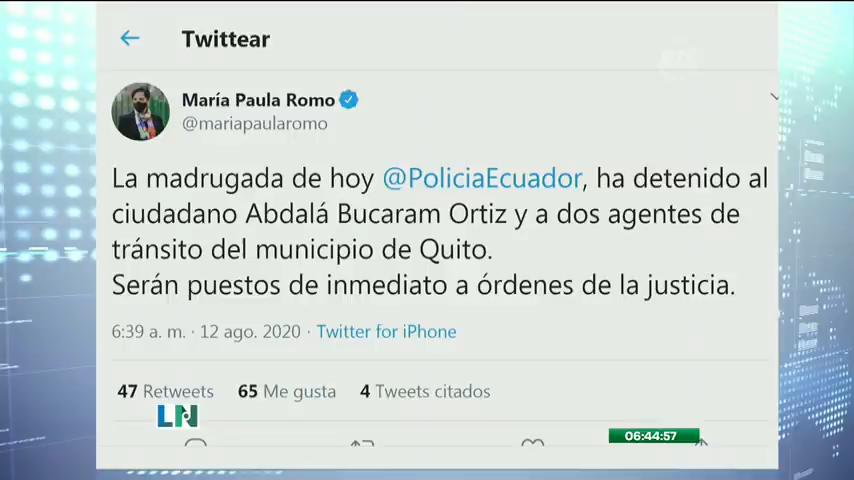 Twittear
María Paula Romo
@mariapaularomo
La madrugada de hoy @PoliciaEcuador, ha detenido al
ciudadano Abdalá Bucaram Ortiz y a dos agentes de
tránsito del municipio de Quito.
Serán puestos de inmediato a órdenes de la justicia.
6:39 a. m. · 12 ago. 2020 · Twitter for iPhone
47 Retweets 65 Me gusta 4 Tweets citados
LN
06:44:57